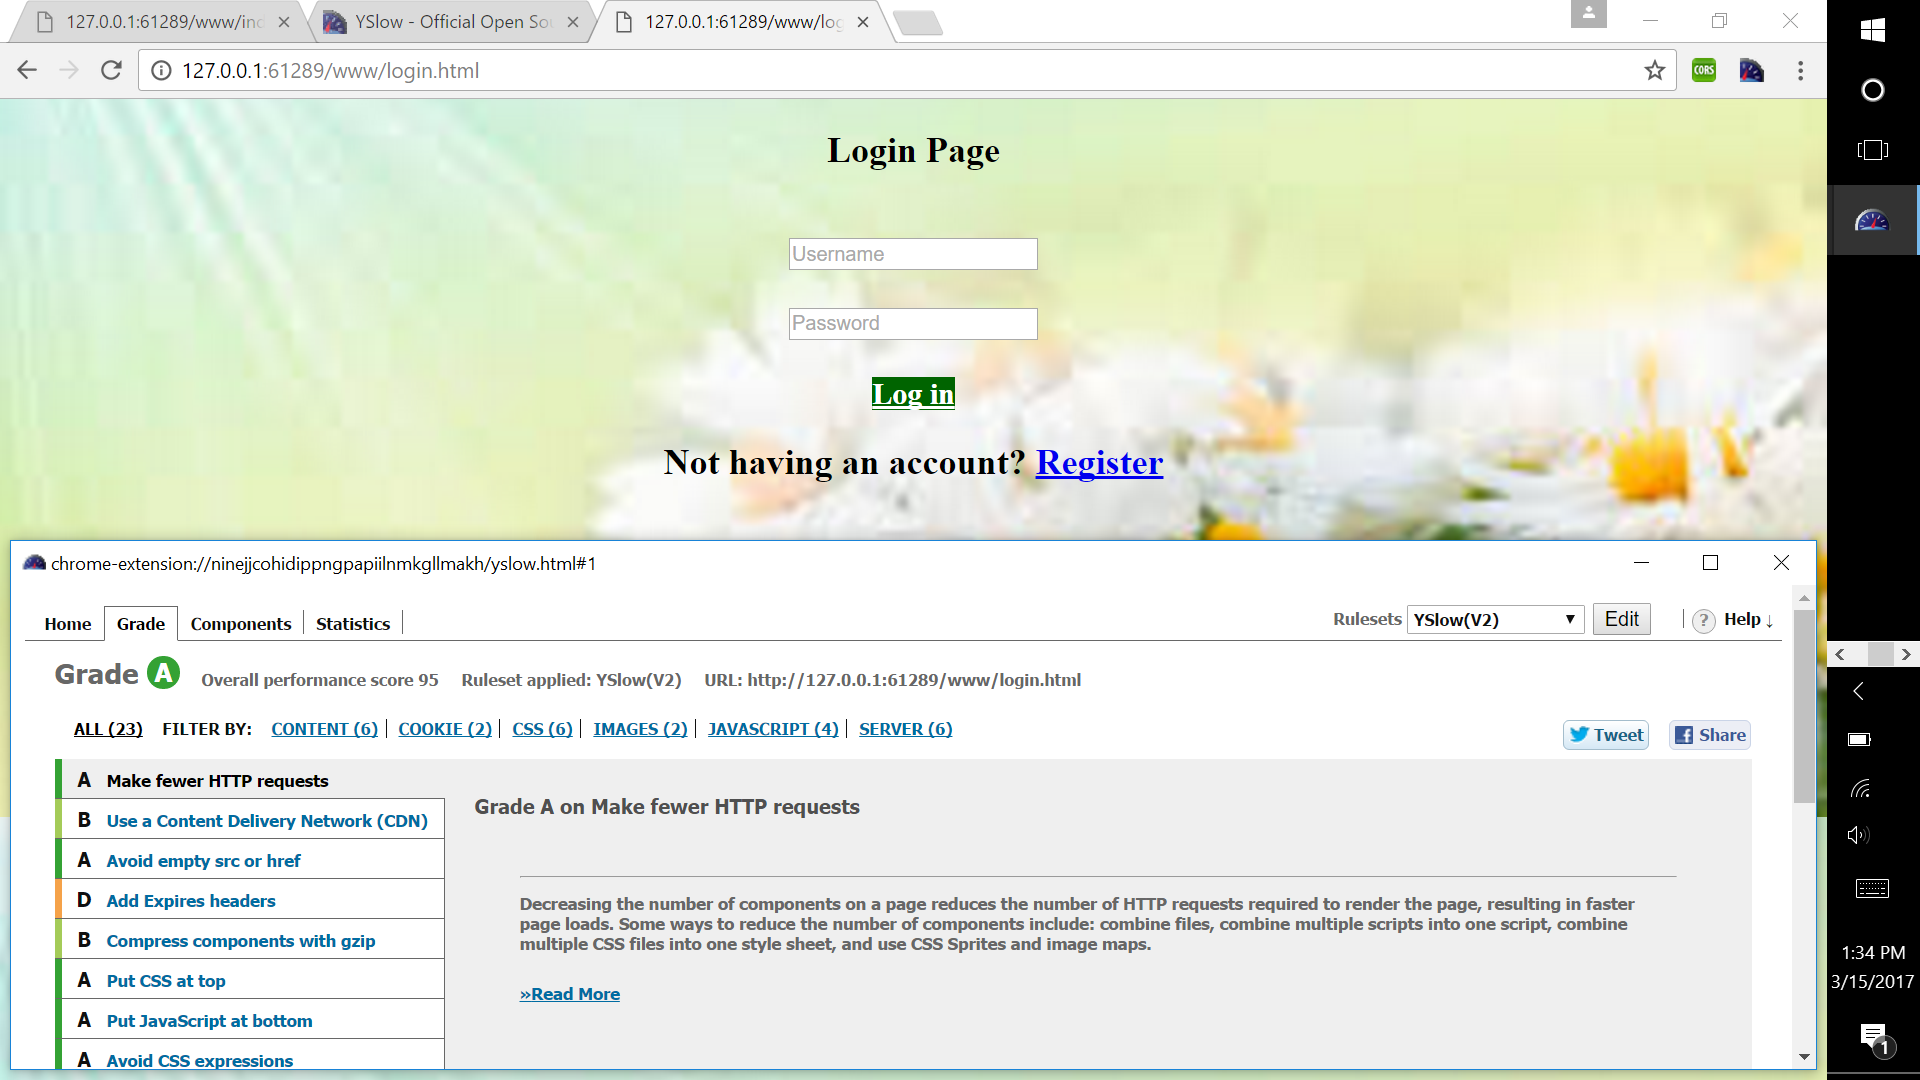 127.0.0.1:61289/www/in
YSlow - Official Open Sou
127.0.0.1:61289/www/log
127.0.0.1:61289/www/login.html
CORS
Login Page
Username
Password
Log in
Not having an account? Register
chrome-extension://ninejjcohidippngpapiilnmkgllmakh/yslow.html#1
Home Grade Components Statistics
Rulesets YSlow(V2) Edit ? Help ↓
Grade A Overall performance score 95 Ruleset applied: YSlow(V2) URL: http://127.0.0.1:61289/www/login.html
ALL (23) FILTER BY: CONTENT (6) COOKIE (2) CSS (6) IMAGES (2) JAVASCRIPT (4) SERVER (6)
Tweet Share
A Make fewer HTTP requests
B Use a Content Delivery Network (CDN)
A Avoid empty src or href
D Add Expires headers
B Compress components with gzip
A Put CSS at top
A Put JavaScript at bottom
A Avoid CSS expressions
Grade A on Make fewer HTTP requests
Decreasing the number of components on a page reduces the number of HTTP requests required to render the page, resulting in faster
page loads. Some ways to reduce the number of components include: combine files, combine multiple scripts into one script, combine
multiple CSS files into one style sheet, and use CSS Sprites and image maps.
»Read More
1:34 PM
3/15/2017
1